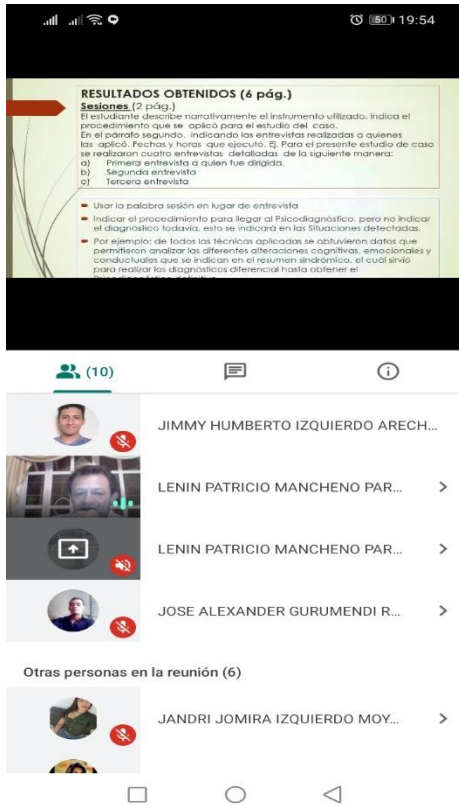 50 19:54
RESULTADOS OBTENIDOS (6 pág.)
Sesiones (2 pág.)
El estudiante describe narrativamente el instrumento utilizado, indica el
procedimiento que se aplicó para el estudio del caso.
En el párrafo segundo, indicando las entrevistas realizadas a quienes
las aplicó. Fechas y horas que ejecutó. Ej. Para el presente estudio de caso
se realizaron cuatro entrevistas detalladas de la siguiente manera:
a) Primera entrevista a quien fue dirigida.
b) Segunda entrevista
c) Tercera entrevista
Usar la palabra sesión en lugar de entrevista
Indicar el procedimiento para llegar al Psicodiagnóstico, pero no indicar
el diagnóstico todavía, esto se indicará en las Situaciones detectadas.
Por ejemplo: de todos las técnicas aplicadas se obtuvieron datos que
permitieron analizar las diferentes alteraciones cognitivas, emocionales y
conductuales que se indican en el resumen sindrómico, el cuál sirvió
para realizar los diagnósticos diferencial hasta obtener el
(10)
JIMMY HUMBERTO IZQUIERDO ARECH...
LENIN PATRICIO MANCHENO PAR...
LENIN PATRICIO MANCHENO PAR...
JOSE ALEXANDER GURUMENDI R...
Otras personas en la reunión (6)
JANDRI JOMIRA IZQUIERDO MOY...